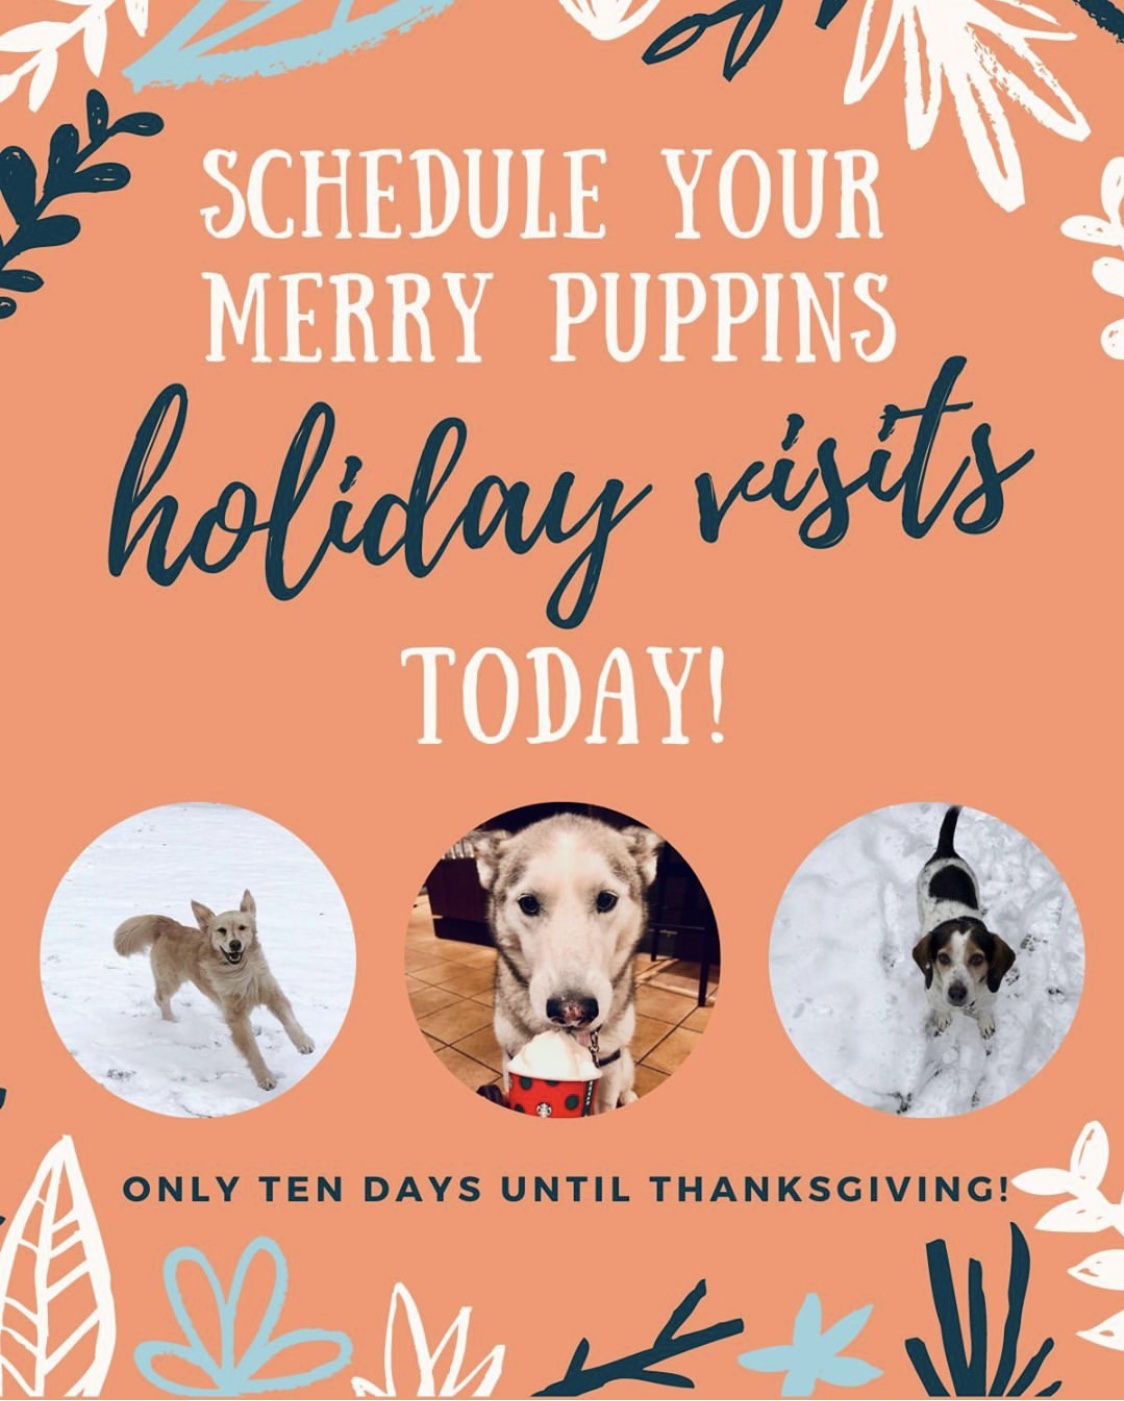 SCHEDULE YOUR
MERRY PUPPINS
holiday visits
TODAY!
ONLY TEN DAYS UNTIL THANKSGIVING!